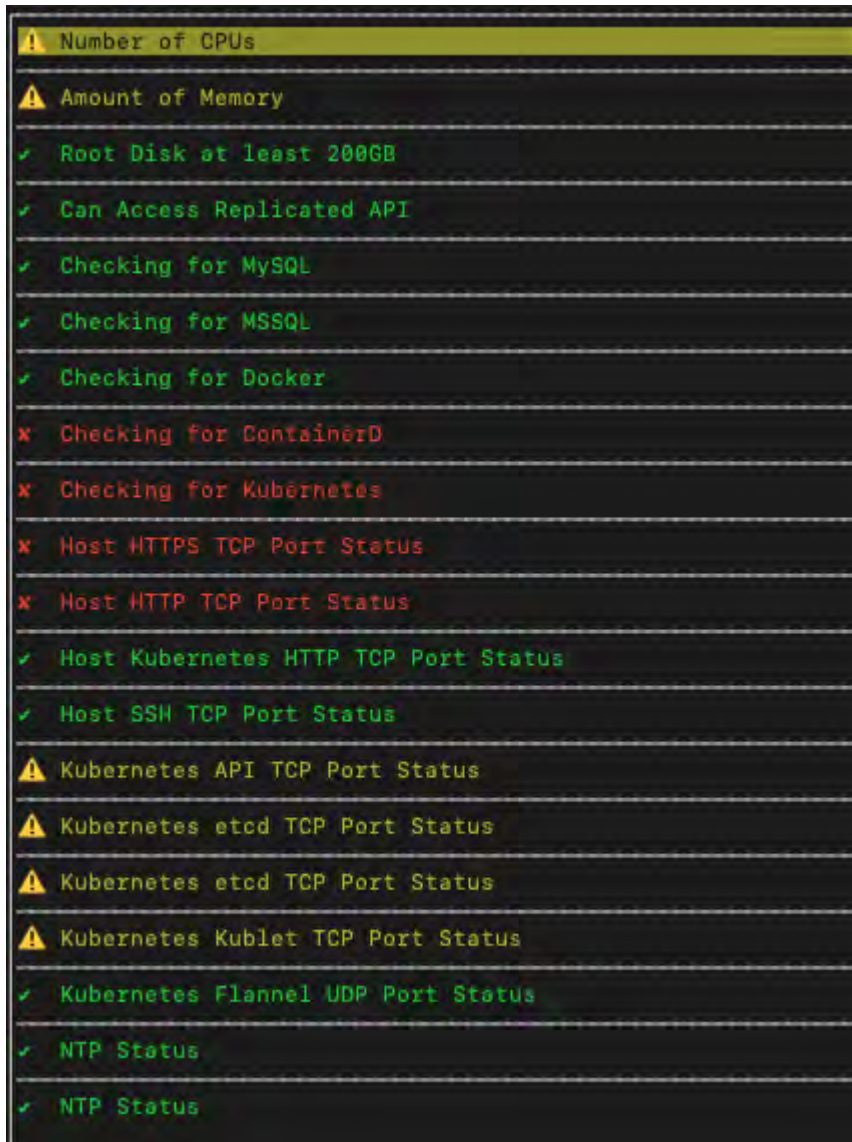 Number of CPUs
Amount of Memory
Root Disk at least 200GB
Can Access Replicated API
Checking for MySQL
Checking for MSSQL
Checking for Docker
Checking for ContainerD
Checking for Kubernetes
Host HTTPS TCP Port Status
Host HTTP TCP Port Status
Host Kubernetes HTTP TCP Port Status
Host SSH TCP Port Status
Kubernetes API TCP Port Status
Kubernetes etcd TCP Port Status
Kubernetes etcd TCP Port Status
Kubernetes Kublet TCP Port Status
Kubernetes Flannel UDP Port Status
NTP Status
NTP Status